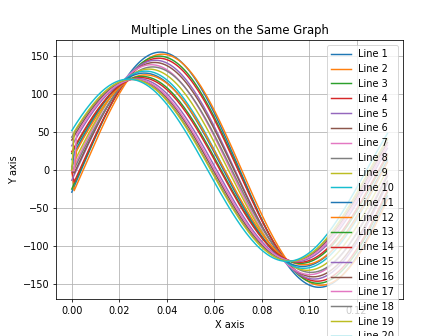 Multiple Lines on the Same Graph
Y axis
150
100
50
0
−50
−100
−150
0.00
0.02
0.04
0.06
0.08
0.10
X axis
Line 1
Line 2
Line 3
Line 4
Line 5
Line 6
Line 7
Line 8
Line 9
Line 10
Line 11
Line 12
Line 13
Line 14
Line 15
Line 16
Line 17
Line 18
Line 19
Line 20